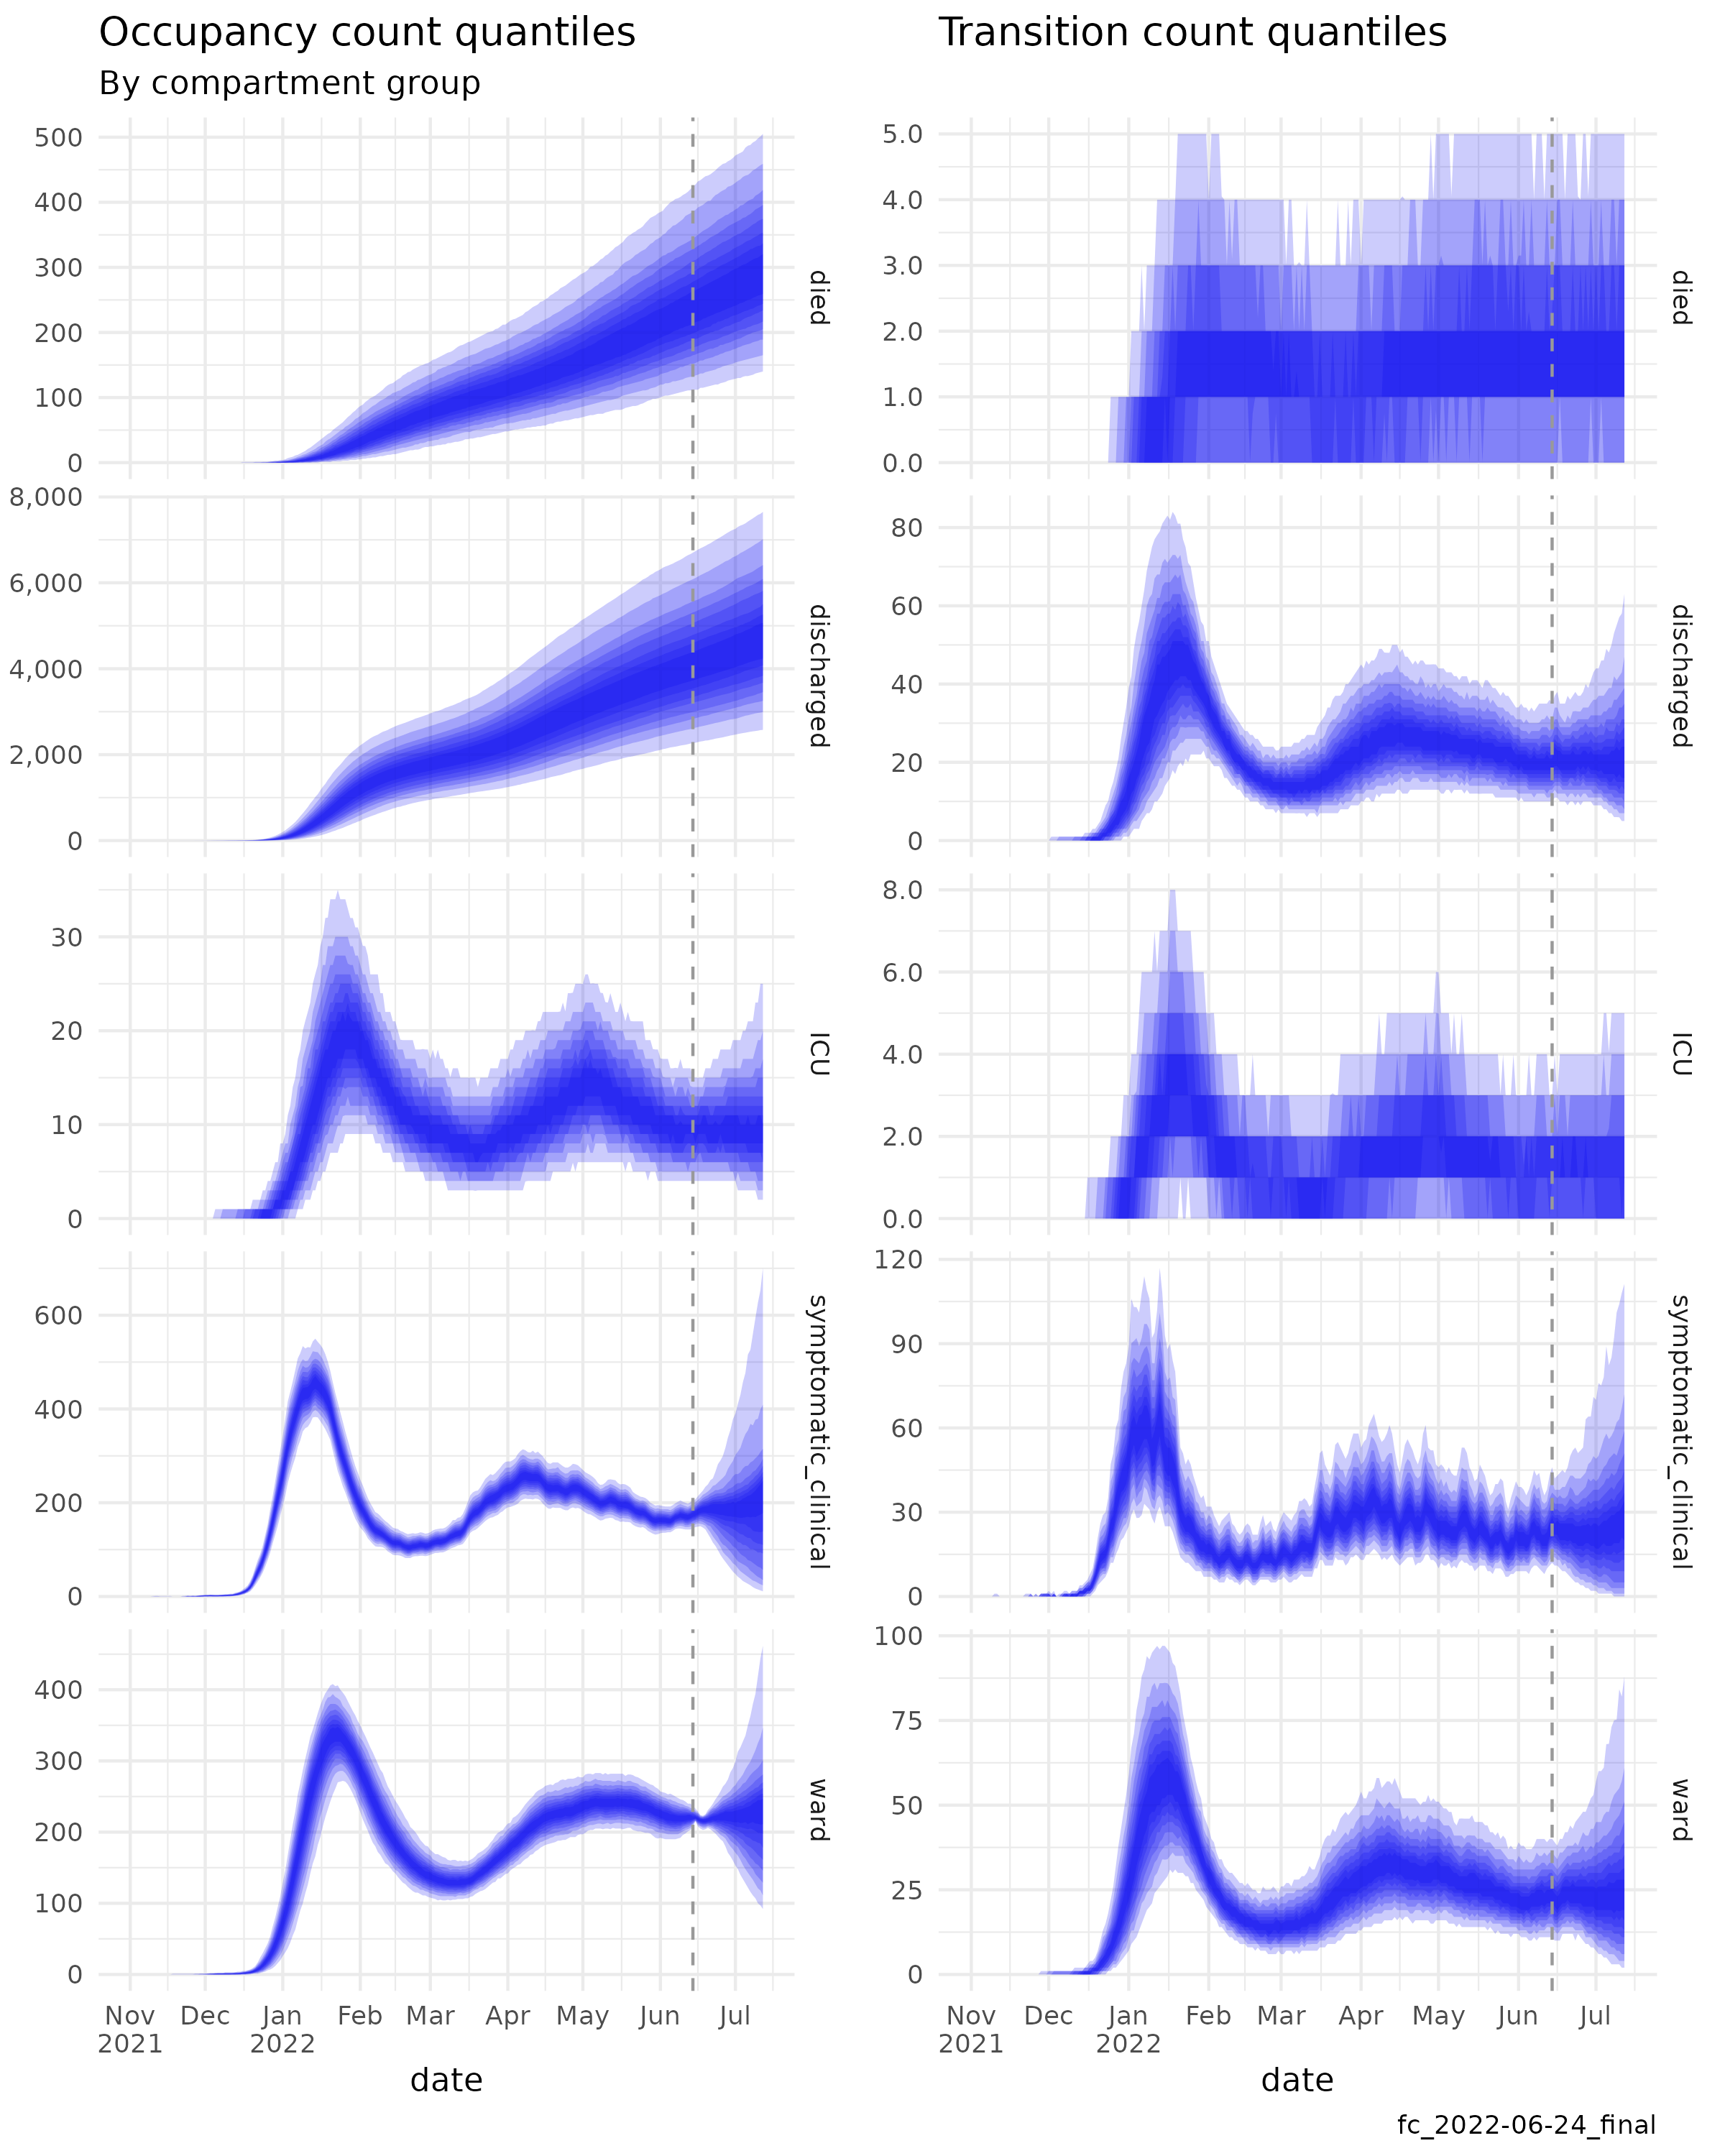 Occupancy count quantiles
By compartment group
500
400
300
200
100
0
died
8,000
6,000
4,000
2,000
0
discharged
30
20
10
0
ICU
600
400
200
0
symptomatic_clinical
400
300
200
100
0
ward
Nov Dec Jan Feb Mar Apr May Jun Jul
2021 2022
date
Transition count quantiles
5.0
4.0
3.0
2.0
1.0
0.0
died
80
60
40
20
0
discharged
8.0
6.0
4.0
2.0
0.0
ICU
120
90
60
30
0
symptomatic_clinical
100
75
50
25
0
ward
Nov Dec Jan Feb Mar Apr May Jun Jul
2021 2022
date
fc_2022-06-24_final